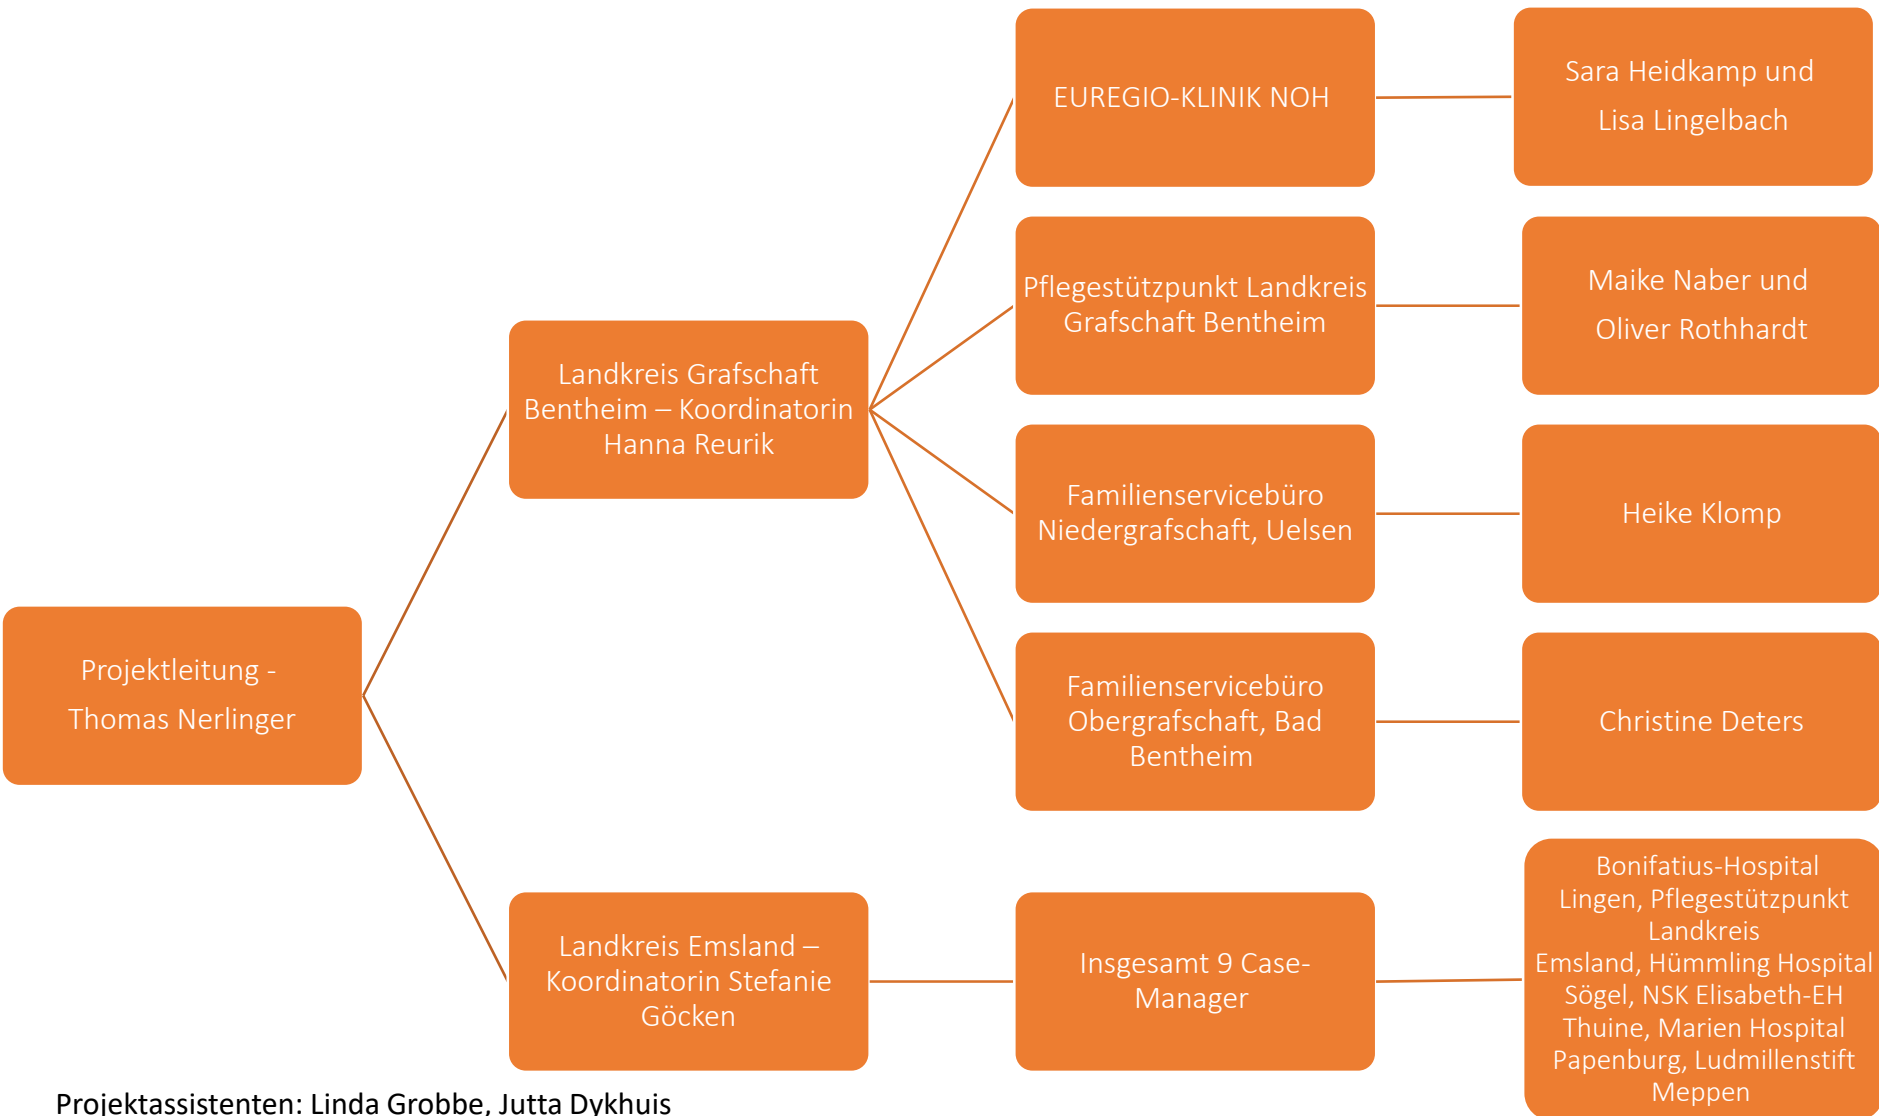 EUREGIO-KLINIK NOH
Sara Heidkamp und
Lisa Lingelbach
Pflegestützpunkt Landkreis
Grafschaft Bentheim
Maike Naber und
Oliver Rothhardt
Landkreis Grafschaft
Bentheim – Koordinatorin
Hanna Reurik
Familienservicebüro
Niedergrafschaft, Uelsen
Heike Klomp
Projektleitung -
Thomas Nerlinger
Familienservicebüro
Obergrafschaft, Bad
Bentheim
Christine Deters
Landkreis Emsland –
Koordinatorin Stefanie
Göcken
Insgesamt 9 Case-
Manager
Bonifatius-Hospital
Lingen, Pflegestützpunkt
Landkreis
Emsland, Hümmling Hospital
Sögel, NSK Elisabeth-EH
Thuine, Marien Hospital
Papenburg, Ludmillenstift
Meppen
Projektassistenten: Linda Grobbe, Jutta Dykhuis